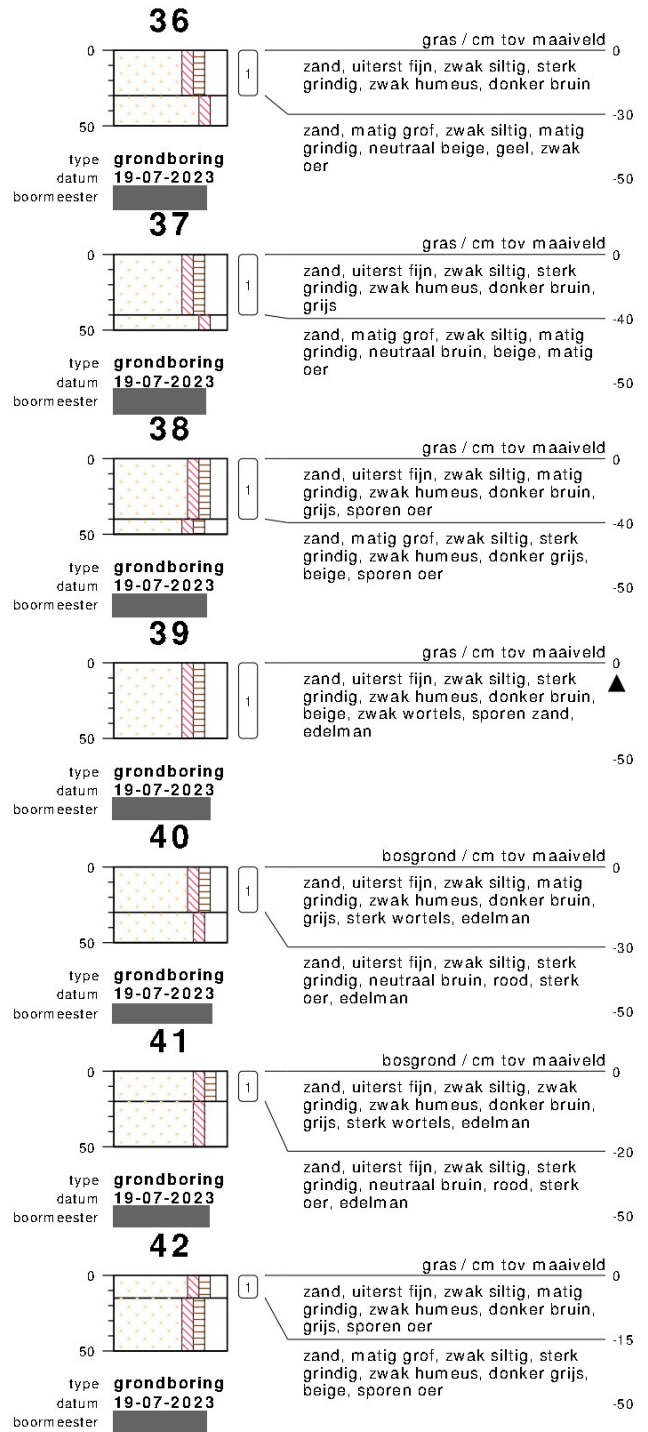 36
gras / cm tov maaiveld
0
0
1
zand, uiterst fijn, zwak siltig, sterk
grindig, zwak humeus, donker bruin
-30
50
zand, matig grof, zwak siltig, matig
grindig, neutraal beige, geel, zwak
oer
-50
type grondboring
datum 19-07-2023
boormeester
37
gras / cm tov maaiveld
0
0
1
zand, uiterst fijn, zwak siltig, sterk
grindig, zwak humeus, donker bruin,
grijs
-40
50
zand, matig grof, zwak siltig, matig
grindig, neutraal bruin, beige, matig
oer
-50
type grondboring
datum 19-07-2023
boormeester
38
gras / cm tov maaiveld
0
0
1
zand, uiterst fijn, zwak siltig, matig
grindig, zwak humeus, donker bruin,
grijs, sporen oer
-40
50
zand, matig grof, zwak siltig, sterk
grindig, zwak humeus, donker grijs,
beige, sporen oer
-50
type grondboring
datum 19-07-2023
boormeester
39
gras / cm tov maaiveld
0
0
1
zand, uiterst fijn, zwak siltig, sterk
grindig, zwak humeus, donker bruin,
beige, zwak wortels, sporen zand,
edelman
50
-50
type grondboring
datum 19-07-2023
boormeester
40
bosgrond / cm tov maaiveld
0
0
1
zand, uiterst fijn, zwak siltig, matig
grindig, zwak humeus, donker bruin,
grijs, sterk wortels, edelman
-30
50
zand, uiterst fijn, zwak siltig, sterk
grindig, neutraal bruin, rood, sterk
oer, edelman
-50
type grondboring
datum 19-07-2023
boormeester
41
bosgrond / cm tov maaiveld
0
0
1
zand, uiterst fijn, zwak siltig, zwak
grindig, zwak humeus, donker bruin,
grijs, sterk wortels, edelman
-20
50
zand, uiterst fijn, zwak siltig, sterk
grindig, neutraal bruin, rood, sterk
oer, edelman
-50
type grondboring
datum 19-07-2023
boormeester
42
gras / cm tov maaiveld
0
0
1
zand, uiterst fijn, zwak siltig, matig
grindig, zwak humeus, donker bruin,
grijs, sporen oer
-15
50
zand, matig grof, zwak siltig, sterk
grindig, zwak humeus, donker grijs,
beige, sporen oer
-50
type grondboring
datum 19-07-2023
boormeester